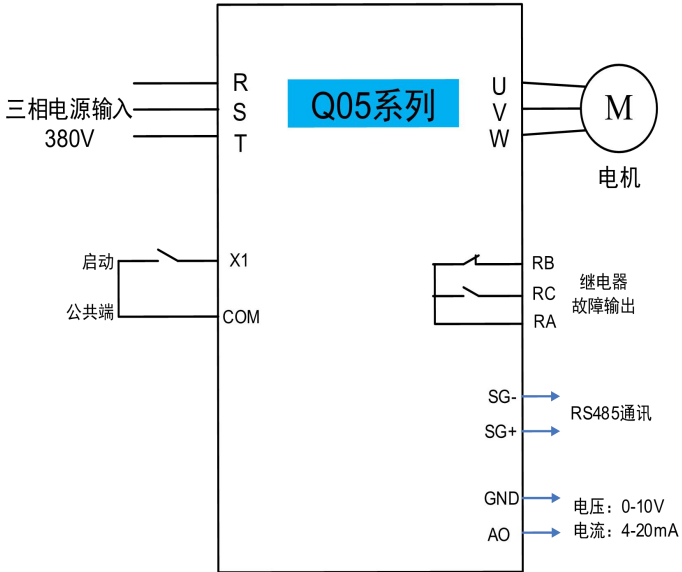 Q05系列
三相电源输入
380V
R
S
T
U
V
W
M
电机
启动
X1
公共端
COM
RB
RC
RA
继电器
故障输出
SG-
SG+
RS485通讯
GND
AO
电压：0-10V
电流：4-20mA